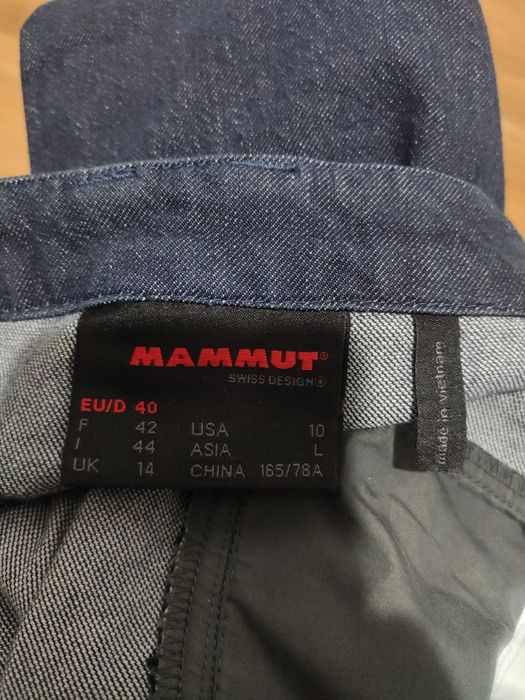 MAMMUT®
SWISS DESIGN
EU/D 40
F 42 USA 10
I 44 ASIA L
UK 14 CHINA 165/78A
made in vietnam